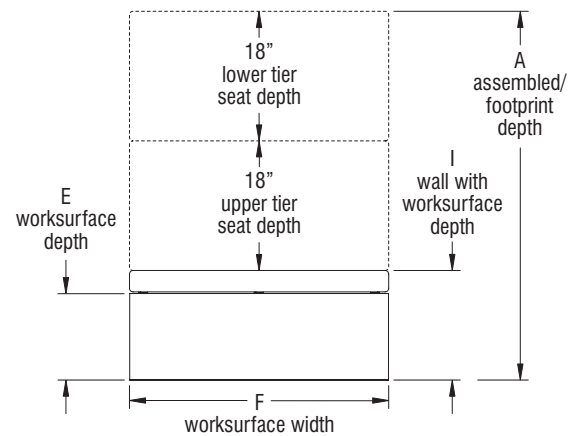 18”
lower tier
seat depth
A
assembled/
footprint
depth
18”
upper tier
seat depth
I
wall with
worksurface
depth
E
worksurface
depth
F
worksurface width